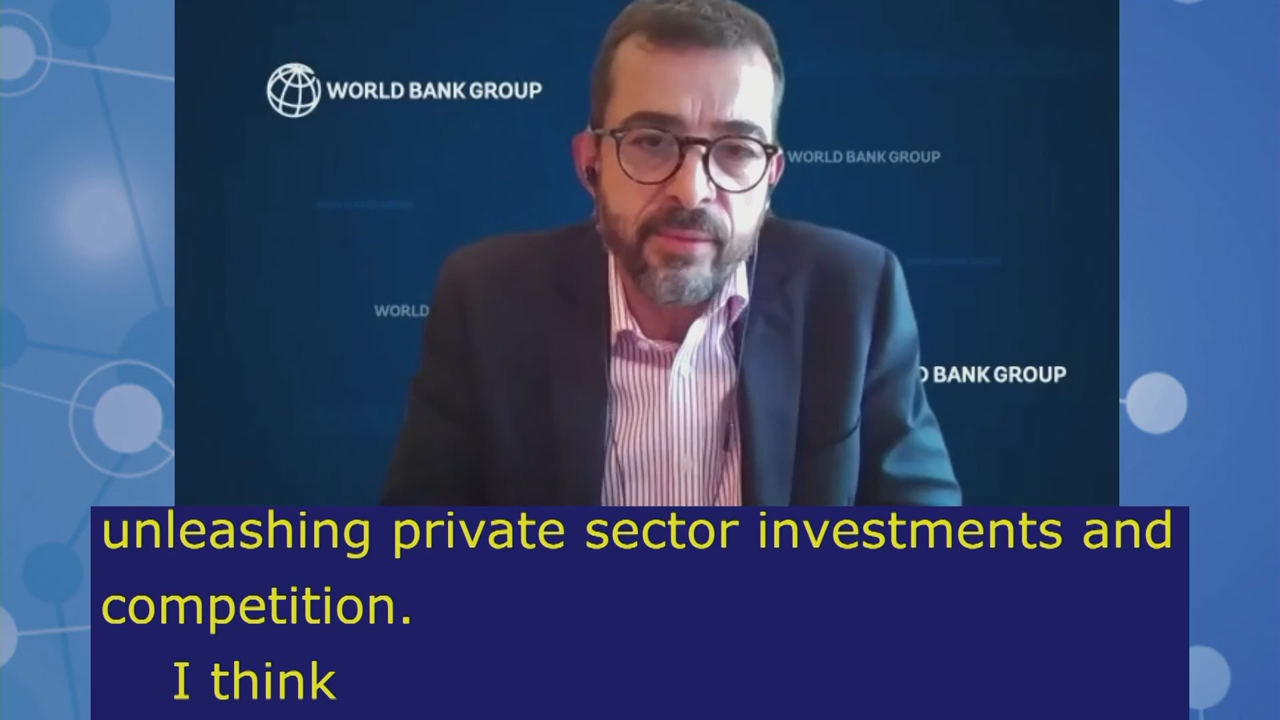 WORLD BANK GROUP
WORLD BANK GROUP
WORLD
BANK GROUP
unleashing private sector investments and
competition.
I think